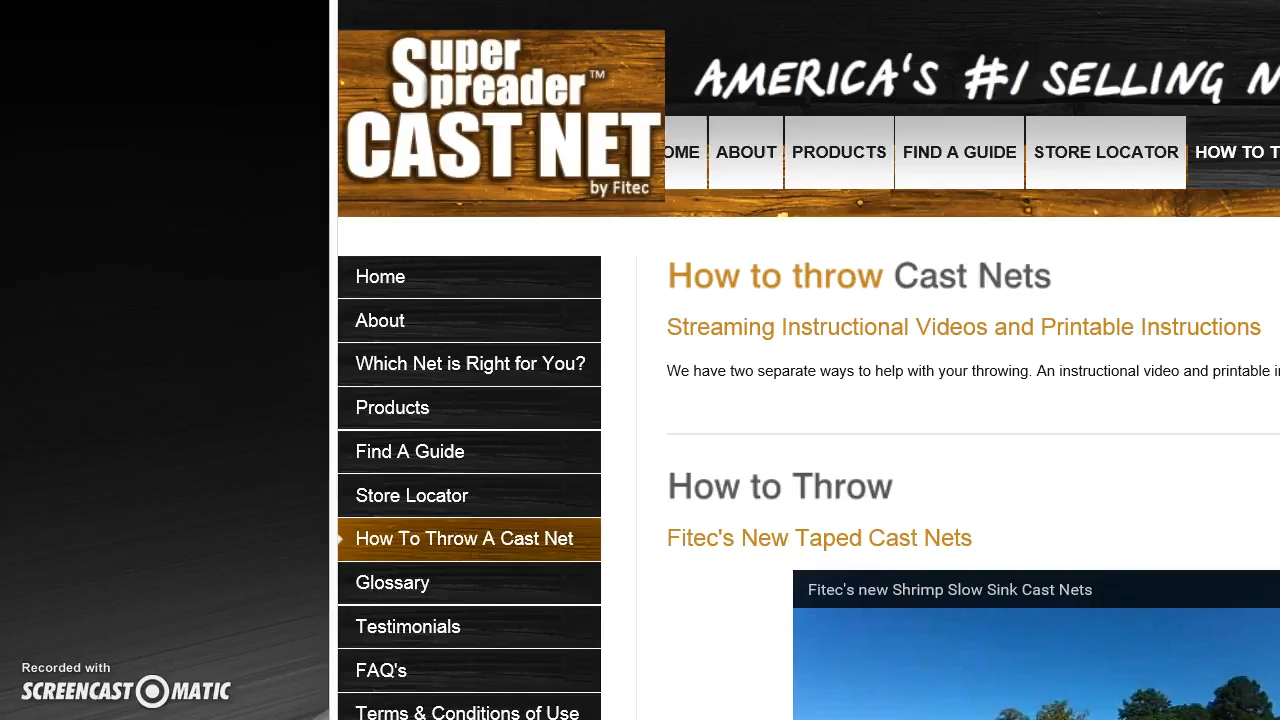 Super
Spreader™
CAST NET
by Fitec
AMERICA'S #1 SELLING N
OME ABOUT PRODUCTS FIND A GUIDE STORE LOCATOR HOW TO T
Home
About
Which Net is Right for You?
Products
Find A Guide
Store Locator
How To Throw A Cast Net
Glossary
Testimonials
FAQ's
Terms & Conditions of Use
How to throw Cast Nets
Streaming Instructional Videos and Printable Instructions
We have two separate ways to help with your throwing. An instructional video and printable i
How to Throw
Fitec's New Taped Cast Nets
Fitec's new Shrimp Slow Sink Cast Nets
Recorded with
SCREENCAST-O-MATIC